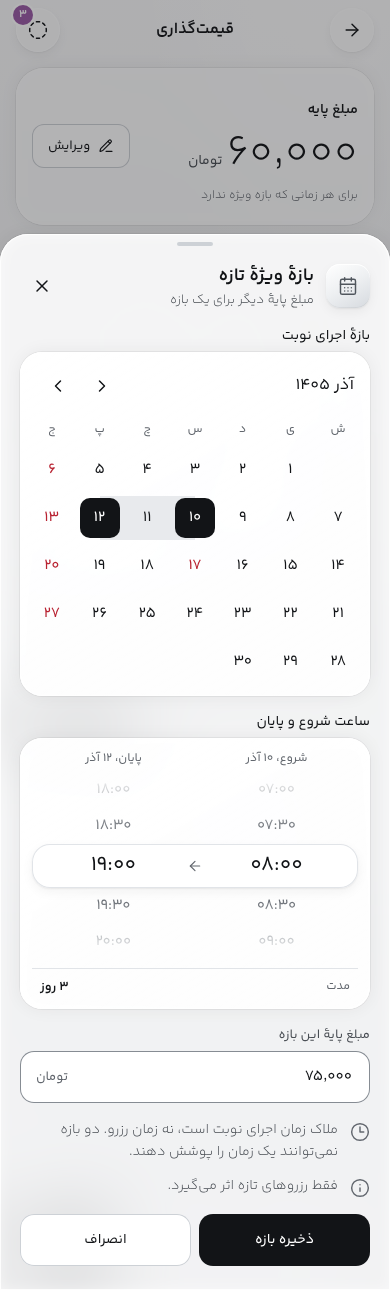 ۳
قیمت‌گذاری
مبلغ پایه
۶۰,۰۰۰ تومان
ویرایش
برای هر زمانی که بازه ویژه ندارد
بازهٔ ویژهٔ تازه
مبلغ پایهٔ دیگر برای یک بازه
بازهٔ اجرای نوبت
آذر ۱۴۰۵
ش ی د س چ پ ج
۱ ۲ ۳ ۴ ۵ ۶
۷ ۸ ۹ ۱۰ ۱۱ ۱۲ ۱۳
۱۴ ۱۵ ۱۶ ۱۷ ۱۸ ۱۹ ۲۰
۲۱ ۲۲ ۲۳ ۲۴ ۲۵ ۲۶ ۲۷
۲۸ ۲۹ ۳۰
ساعت شروع و پایان
شروع، ۱۰ آذر پایان، ۱۲ آذر
۰۷:۰۰ ۱۸:۰۰
۰۷:۳۰ ۱۸:۳۰
۰۸:۰۰ ۱۹:۰۰
۰۸:۳۰ ۱۹:۳۰
۰۹:۰۰ ۲۰:۰۰
مدت ۳ روز
مبلغ پایهٔ این بازه
۷۵,۰۰۰ تومان
ملاک زمان اجرای نوبت است، نه زمان رزرو. دو بازه
نمی‌توانند یک زمان را پوشش دهند.
فقط رزروهای تازه اثر می‌گیرد.
ذخیره بازه
انصراف